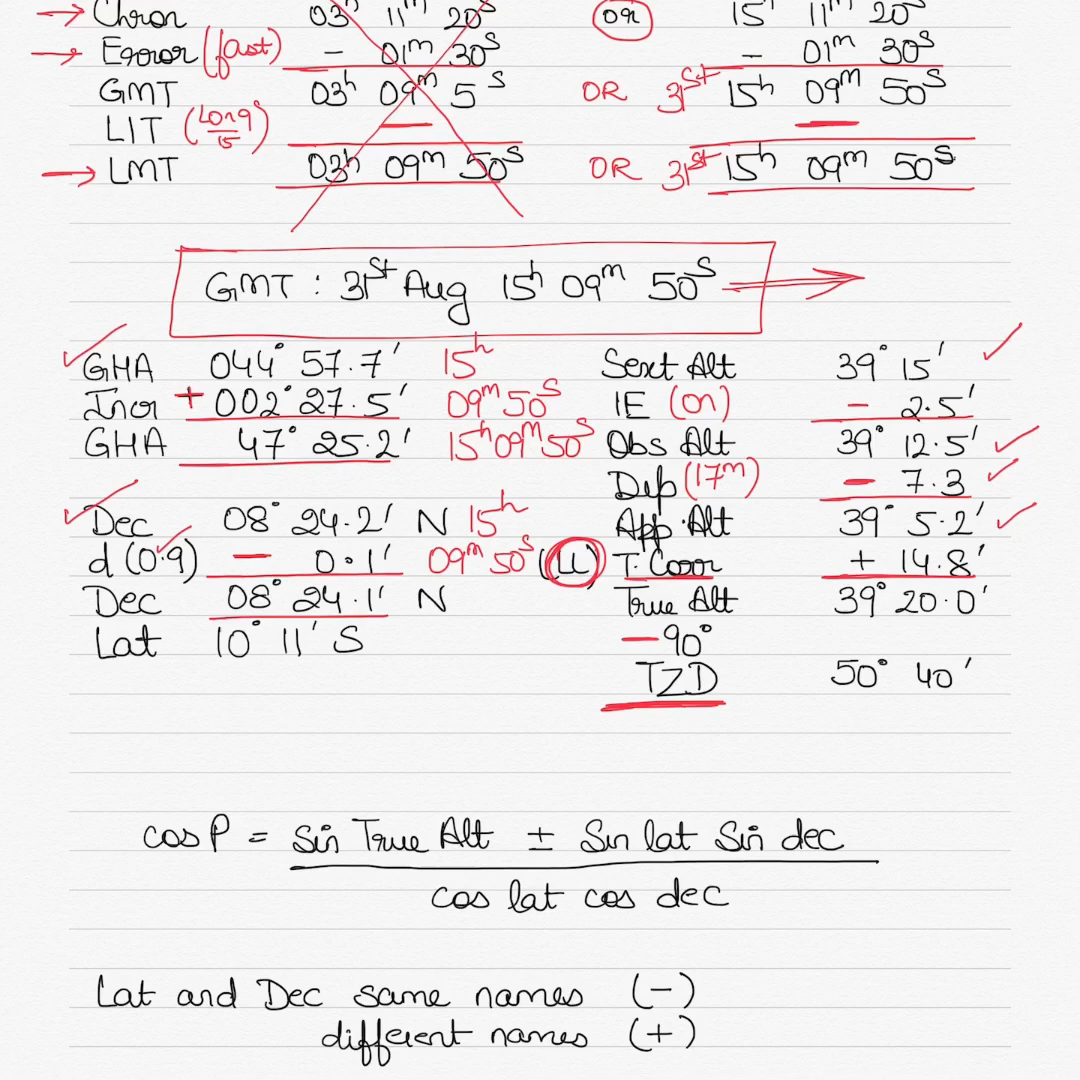 → Chron 03h 11m 20s OR 15h 11m 20s
→ Error (fast) - 01m 30s - 01m 30s
GMT 03h 09m 5 s OR 31st 15h 09m 50s
LIT (Long/15) — —
→ LMT 03h 09m 50s OR 31st 15h 09m 50s
GMT : 31st Aug 15h 09m 50s
GHA 044° 57.7' 15h
Incr + 002° 27.5' 09m 50s
GHA 47° 25.2' 15h 09m 50s
Dec 08° 24.2' N 15h
d (0.9) - 0.1' 09m 50s
Dec 08° 24.1' N
Lat 10° 11' S
Sext Alt 39° 15'
IE (on) - 2.5'
Obs Alt 39° 12.5'
Dip (17m) - 7.3
App. Alt 39° 5.2'
(LL) T. Corr + 14.8'
True Alt 39° 20.0'
-90°
TZD 50° 40'
cos P = Sin True Alt ± Sin lat Sin dec
cos lat cos dec
Lat and Dec same names (-)
different names (+)